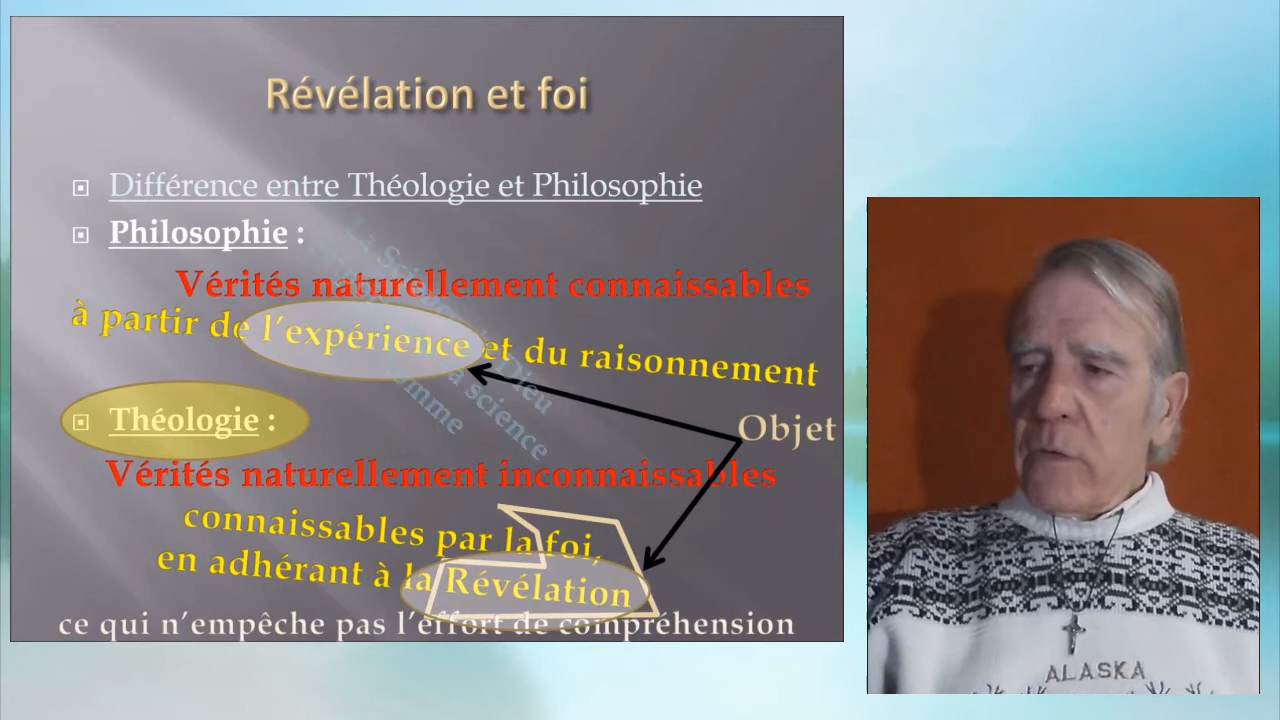 Révélation et foi
Différence entre Théologie et Philosophie
Philosophie :
Vérités naturellement connaissables
à partir de l'expérience et du raisonnement
Théologie :
Objet
Vérités naturellement inconnaissables
connaissables par la foi,
en adhérant à la Révélation
ce qui n'empêche pas l'effort de compréhension
ALASKA